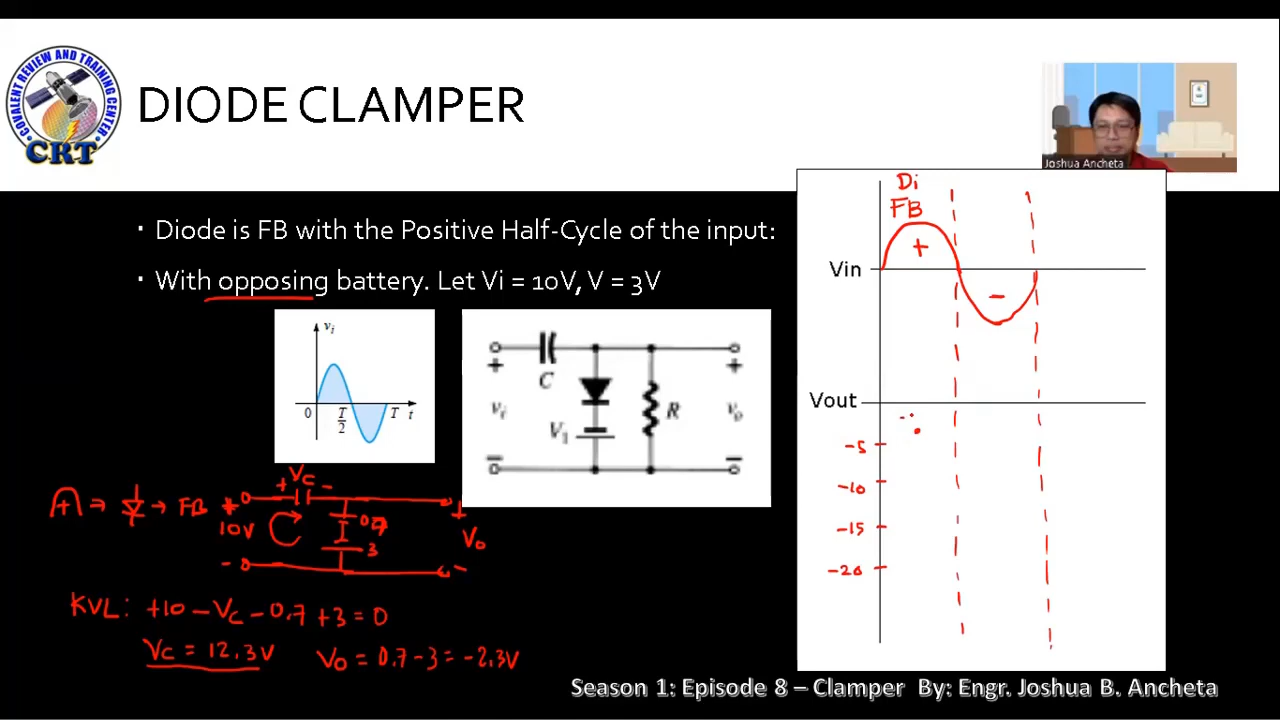 COVALENT REVIEW AND TRAINING CENTER
CRT
DIODE CLAMPER
Joshua Ancheta
▪ Diode is FB with the Positive Half-Cycle of the input:
▪ With opposing battery. Let Vi = 10V, V = 3V
vi
0 T/2 T t
+ C +
vi V1 R vo
− −
Di
FB
+
Vin
−
Vout
-5
-10
-15
-20
+ ⇒ → FB
+ Vc −
+ 10V −
0.7
3
+ Vo −
KVL: +10 − Vc − 0.7 + 3 = 0
Vc = 12.3V Vo = 0.7 − 3 = −2.3V
Season 1: Episode 8 – Clamper By: Engr. Joshua B. Ancheta